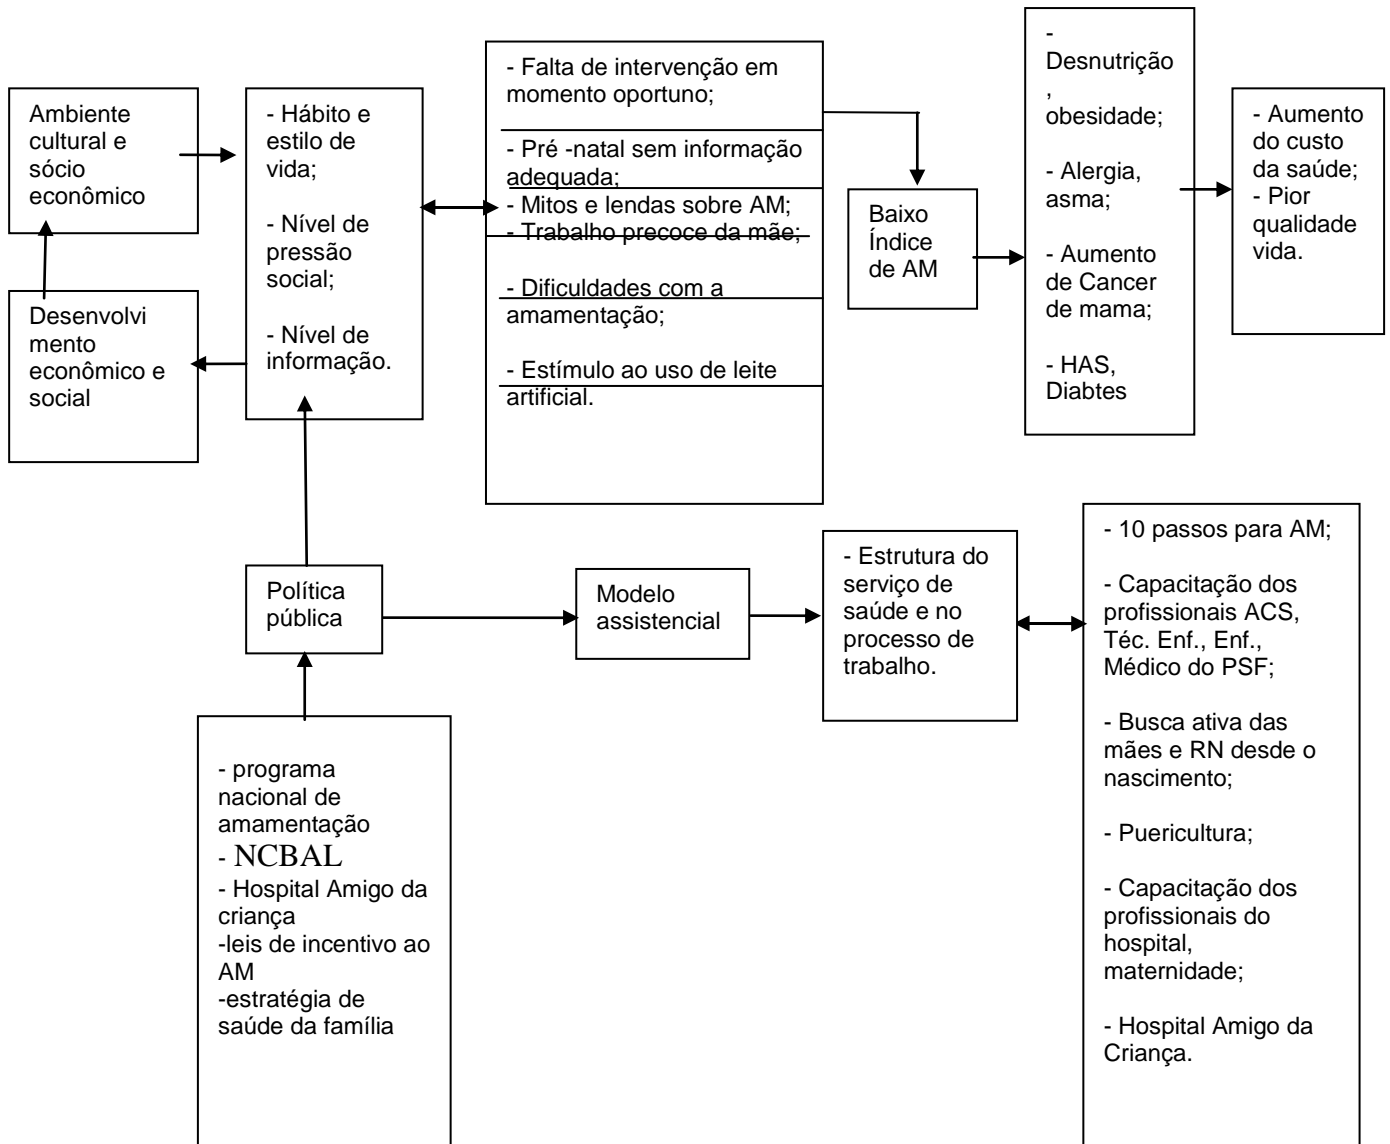 Ambiente
cultural e
sócio
econômico
Desenvolvi
mento
econômico e
social
- Hábito e
estilo de
vida;
- Nível de
pressão
social;
- Nível de
informação.
- Falta de intervenção em
momento oportuno;
- Pré -natal sem informação
adequada;
- Mitos e lendas sobre AM;
- Trabalho precoce da mãe;
- Dificuldades com a
amamentação;
- Estímulo ao uso de leite
artificial.
Baixo
Índice
de AM
-
Desnutrição
,
obesidade;
- Alergia,
asma;
- Aumento
de Cancer
de mama;
- HAS,
Diabtes
- Aumento
do custo
da saúde;
- Pior
qualidade
vida.
Política
pública
Modelo
assistencial
- Estrutura do
serviço de
saúde e no
processo de
trabalho.
- 10 passos para AM;
- Capacitação dos
profissionais ACS,
Téc. Enf., Enf.,
Médico do PSF;
- Busca ativa das
mães e RN desde o
nascimento;
- Puericultura;
- Capacitação dos
profissionais do
hospital,
maternidade;
- Hospital Amigo da
Criança.
- programa
nacional de
amamentação
- NCBAL
- Hospital Amigo da
criança
-leis de incentivo ao
AM
-estratégia de
saúde da família